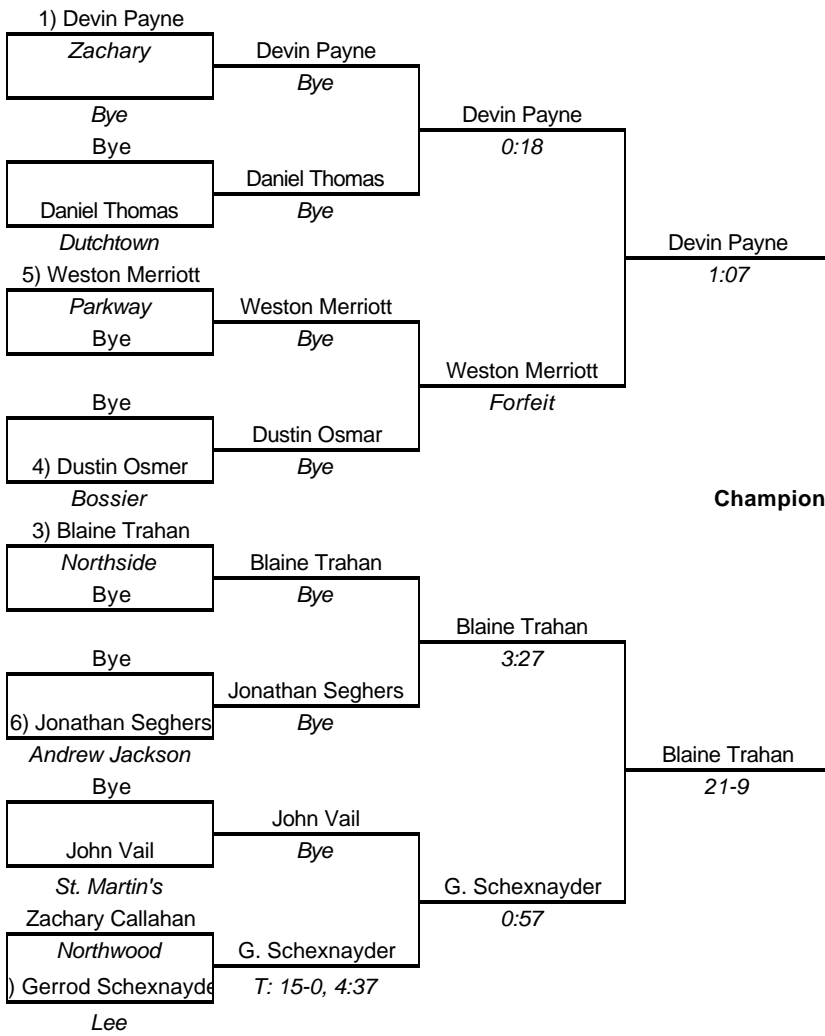 1) Devin Payne
Zachary
Bye
Bye
Daniel Thomas
Dutchtown
5) Weston Merriott
Parkway
Bye
Bye
4) Dustin Osmer
Bossier
3) Blaine Trahan
Northside
Bye
Bye
6) Jonathan Seghers
Andrew Jackson
Bye
John Vail
St. Martin's
Zachary Callahan
Northwood
) Gerrod Schexnayde
Lee
Devin Payne
Bye
Daniel Thomas
Bye
Weston Merriott
Bye
Dustin Osmar
Bye
Blaine Trahan
Bye
Jonathan Seghers
Bye
John Vail
Bye
G. Schexnayder
T: 15-0, 4:37
Devin Payne
0:18
Weston Merriott
Forfeit
Blaine Trahan
3:27
G. Schexnayder
0:57
Devin Payne
1:07
Champion
Blaine Trahan
21-9